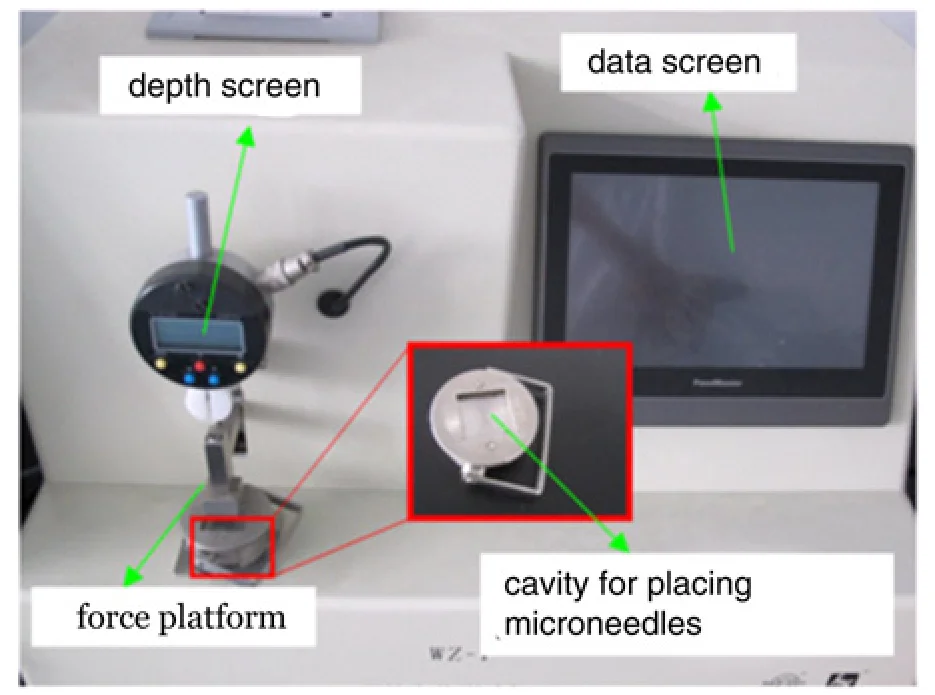 depth screen
data screen
force platform
cavity for placing
microneedles